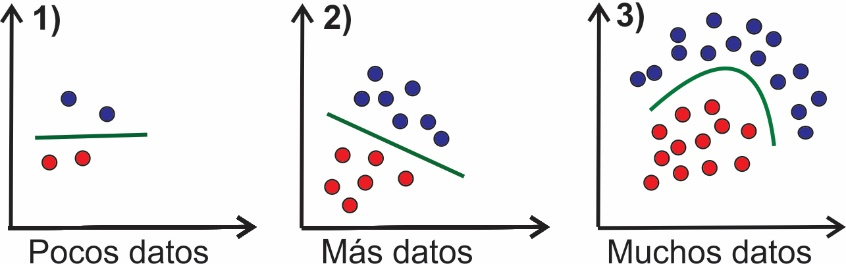 1)
2)
3)
Pocos datos
Más datos
Muchos datos